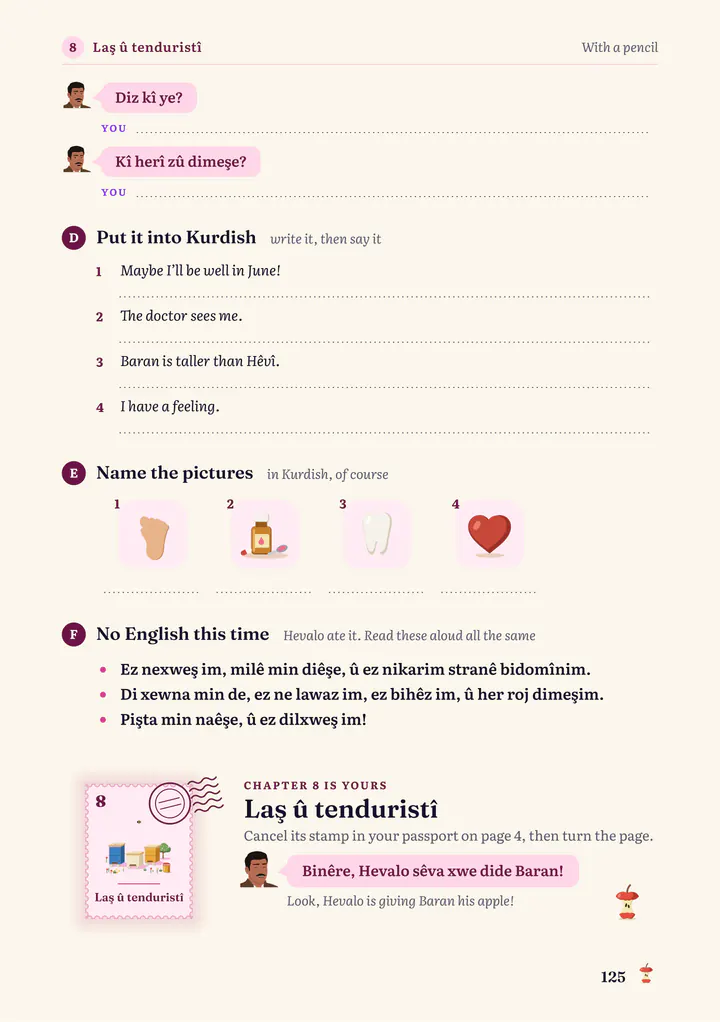 8 Laş û tenduristî With a pencil
Diz kî ye?
YOU
Kî herî zû dimeşe?
YOU
D Put it into Kurdish write it, then say it
1 Maybe I'll be well in June!
2 The doctor sees me.
3 Baran is taller than Hêvî.
4 I have a feeling.
E Name the pictures in Kurdish, of course
1 2 3 4
F No English this time Hevalo ate it. Read these aloud all the same
• Ez nexweş im, milê min diêşe, û ez nikarim stranê bidomînim.
• Di xewna min de, ez ne lawaz im, ez bihêz im, û her roj dimeşim.
• Pişta min naêşe, û ez dilxweş im!
8
Laş û tenduristî
CHAPTER 8 IS YOURS
Laş û tenduristî
Cancel its stamp in your passport on page 4, then turn the page.
Binêre, Hevalo sêva xwe dide Baran!
Look, Hevalo is giving Baran his apple!
125